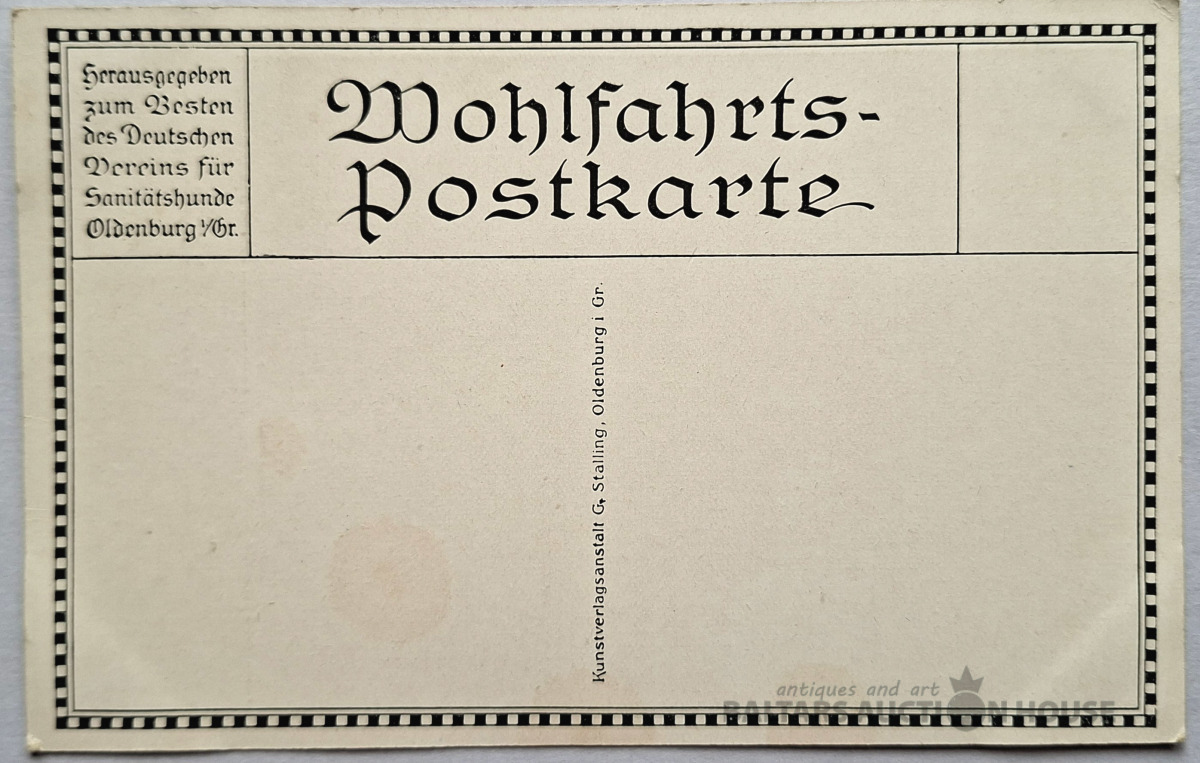 Herausgegeben
zum Besten
des Deutschen
Vereins für
Sanitätshunde
Oldenburg i/Gr.
Wohlfahrts-
Postkarte
Kunstverlagsanstalt G. Stalling, Oldenburg i Gr.
antiques and art
BALTARS AUCTION HOUSE